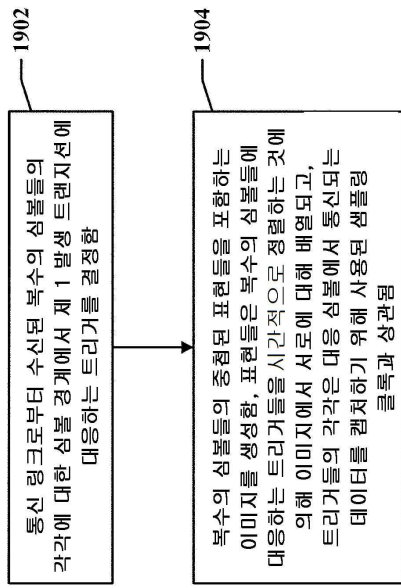 1902
통신 링크로부터 수신된 복수의 심볼들의
각각에 대한 심볼 경계에서 제 1 발생 트랜지션에
대응하는 트리거를 결정함
1904
복수의 심볼들의 중첩된 표현들을 포함하는
이미지를 생성함, 표현들은 복수의 심볼들에
대응하는 트리거들을 시간적으로 정렬하는 것에
의해 이미지에서 서로에 대해 배열되고,
트리거들의 각각은 대응 심볼에서 통신되는
데이터를 캡처하기 위해 사용된 샘플링
클록과 상관됨